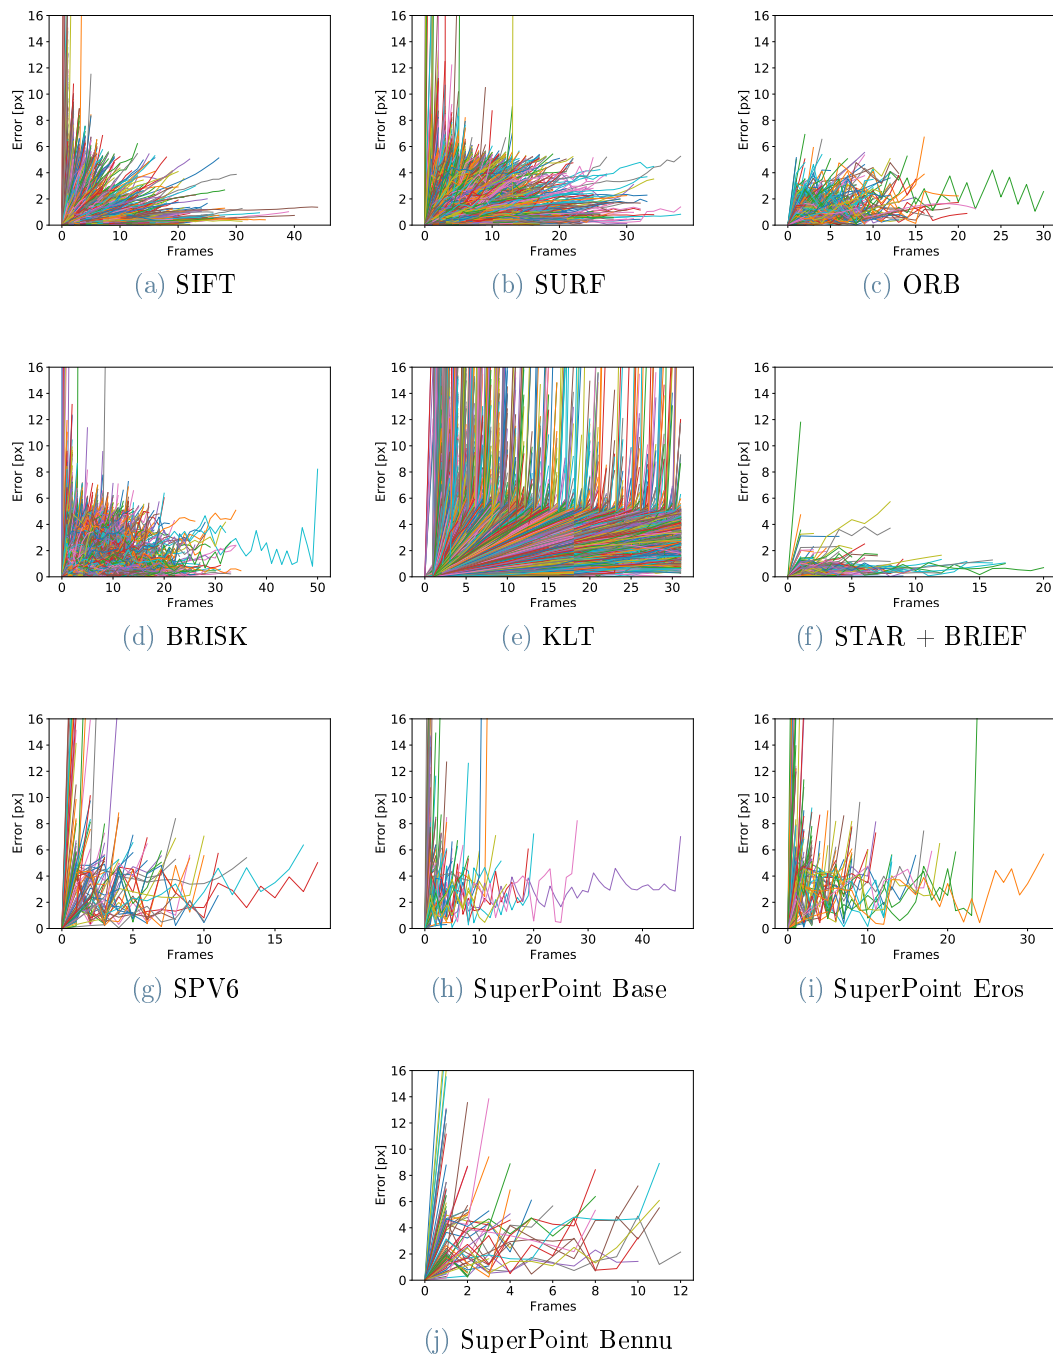 16 16 16
14 14 14
12 12 12
10 10 10
Error [px] Error [px] Error [px]
8 8 8
6 6 6
4 4 4
2 2 2
0 0 0
0 10 20 30 40 0 10 20 30 0 5 10 15 20 25 30
Frames Frames Frames
(a) SIFT (b) SURF (c) ORB
16 16 16
14 14 14
12 12 12
10 10 10
Error [px] Error [px] Error [px]
8 8 8
6 6 6
4 4 4
2 2 2
0 0 0
0 10 20 30 40 50 0 5 10 15 20 25 30 0 5 10 15 20
Frames Frames Frames
(d) BRISK (e) KLT (f) STAR + BRIEF
16 16 16
14 14 14
12 12 12
10 10 10
Error [px] Error [px] Error [px]
8 8 8
6 6 6
4 4 4
2 2 2
0 0 0
0 5 10 15 0 10 20 30 40 0 10 20 30
Frames Frames Frames
(g) SPV6 (h) SuperPoint Base (i) SuperPoint Eros
16
14
12
10
Error [px]
8
6
4
2
0
0 2 4 6 8 10 12
Frames
(j) SuperPoint Bennu